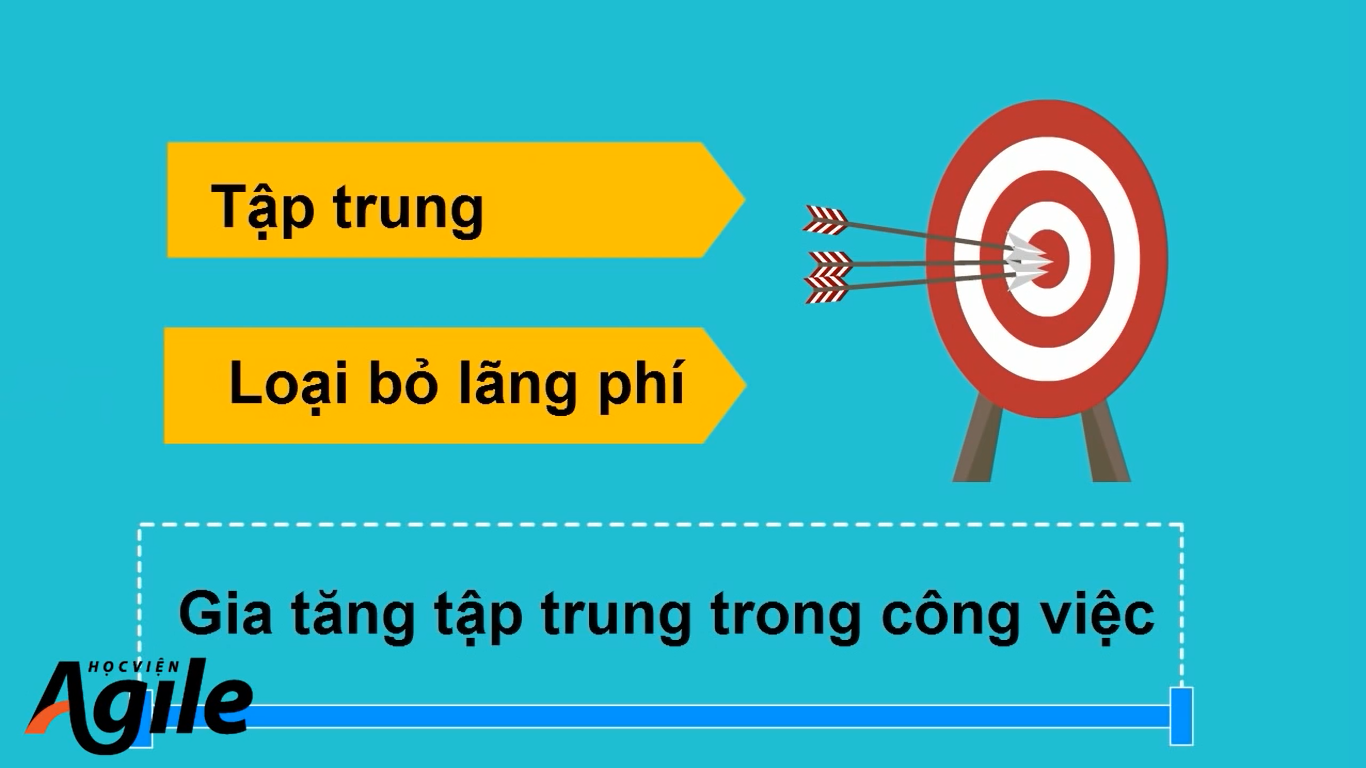 Tập trung
Loại bỏ lãng phí
Gia tăng tập trung trong công việc
HỌC VIỆN
Agile